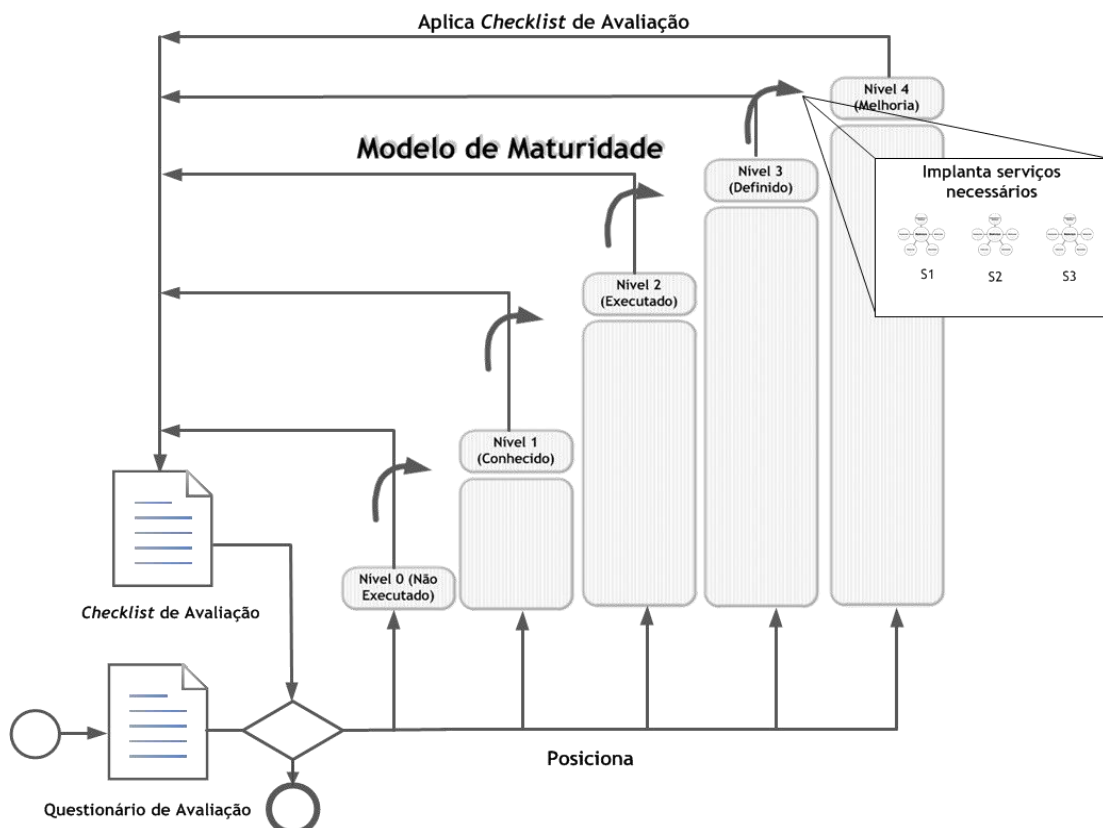 Aplica Checklist de Avaliação
Nível 4
(Melhoria)
Modelo de Maturidade
Nível 3
(Definido)
Implanta serviços
necessários
S1
S2
S3
Nível 2
(Executado)
Nível 1
(Conhecido)
Nível 0 (Não
Executado)
Checklist de Avaliação
Posiciona
Questionário de Avaliação